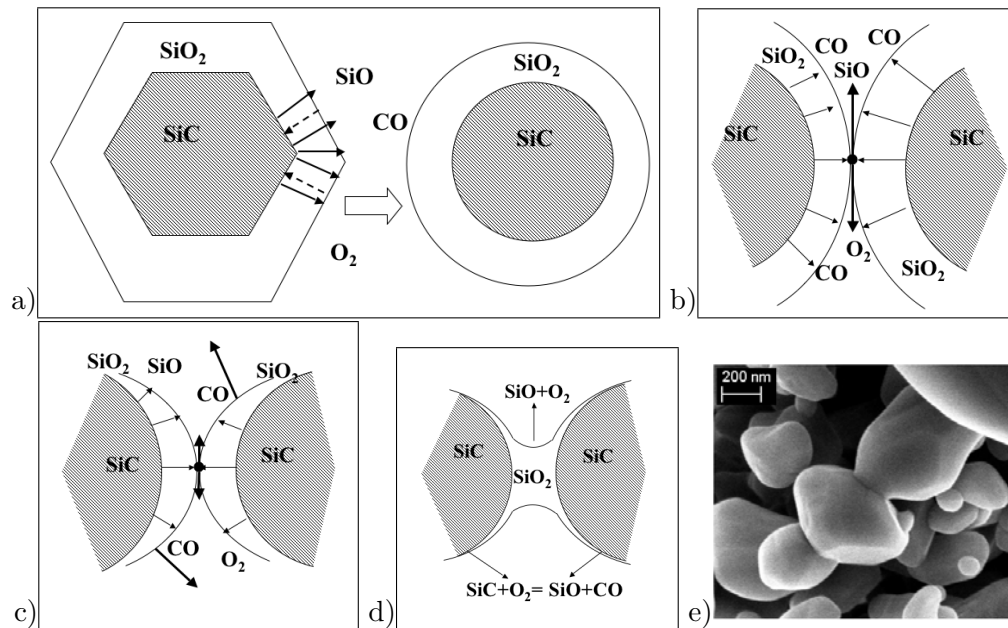 SiO₂
SiO
SiC
CO
O₂
SiO₂
SiC
a)
SiO₂
CO
CO
SiO
SiC
SiC
O₂
CO
SiO₂
b)
SiO₂
SiO
CO
SiO₂
SiC
SiC
CO
O₂
c)
SiO+O₂
SiC
SiC
SiO₂
SiC+O₂= SiO+CO
d)
200 nm
e)